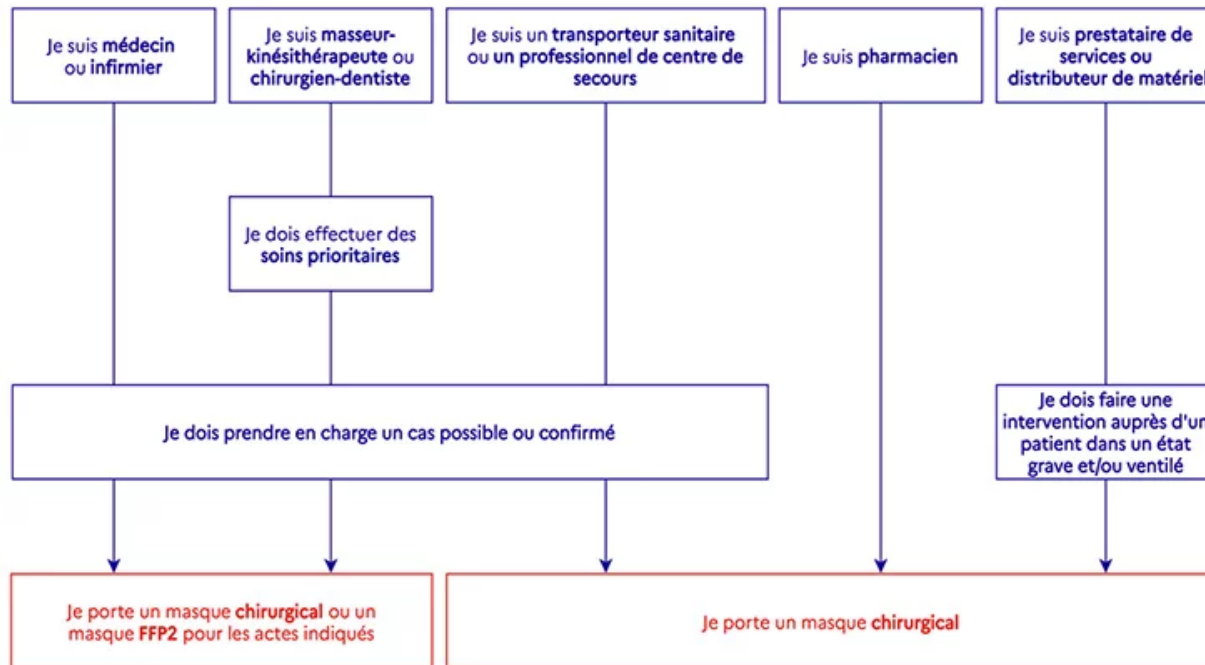 Je suis médecin
ou infirmier
Je suis masseur-
kinésithérapeute ou
chirurgien-dentiste
Je suis un transporteur sanitaire
ou un professionnel de centre de
secours
Je suis pharmacien
Je suis prestataire de
services ou
distributeur de matériel
Je dois effectuer des
soins prioritaires
Je dois prendre en charge un cas possible ou confirmé
Je dois faire une
intervention auprès d'un
patient dans un état
grave et/ou ventilé
Je porte un masque chirurgical ou un
masque FFP2 pour les actes indiqués
Je porte un masque chirurgical